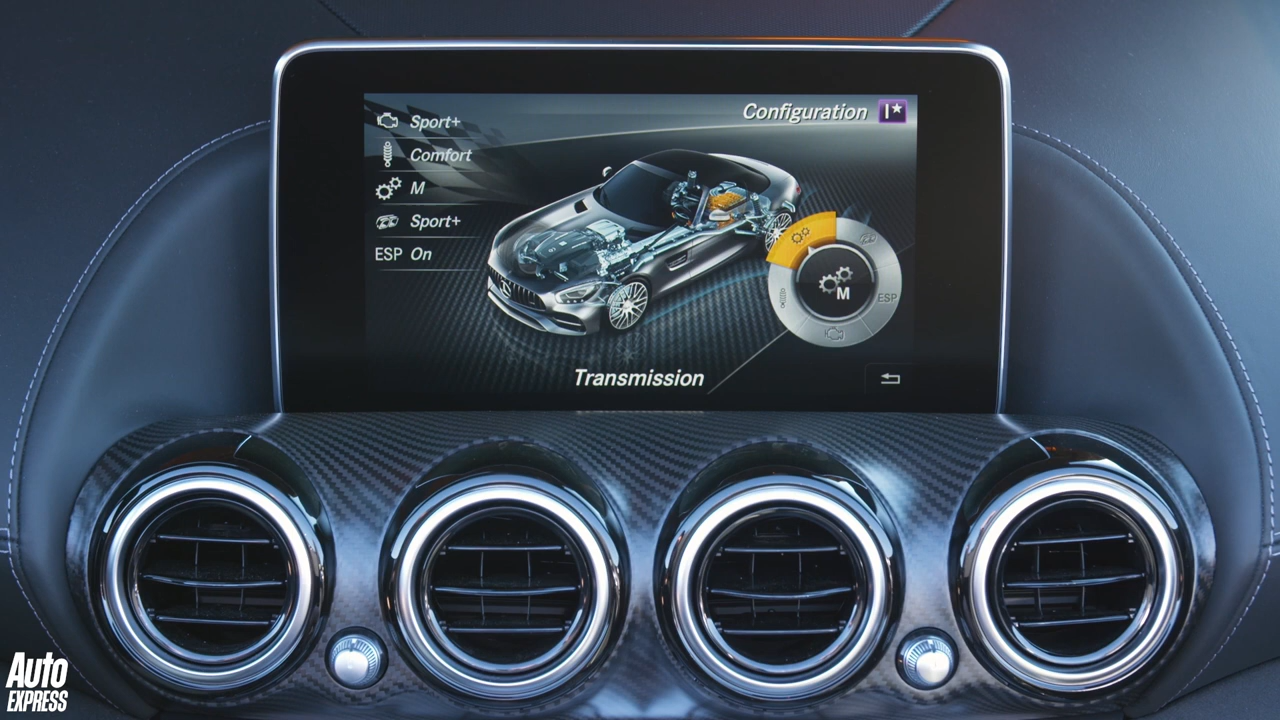 Configuration
Sport+
Comfort
M
Sport+
ESP On
M
ESP
Transmission
Auto
EXPRESS